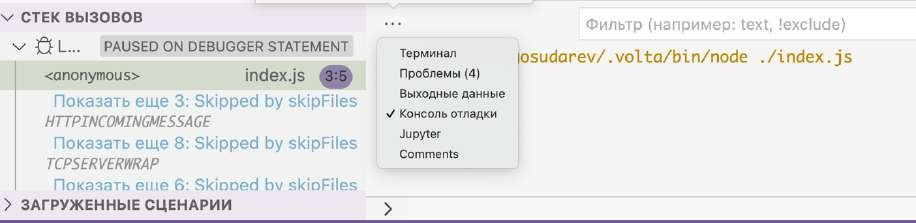 СТЕК ВЫЗОВОВ
L... PAUSED ON DEBUGGER STATEMENT
<anonymous> index.js 3:5
Показать еще 3: Skipped by skipFiles
HTTPINCOMINGMESSAGE
Показать еще 8: Skipped by skipFiles
TCPSERVERWRAP
Показать еще 6: Skipped by skipFiles
ЗАГРУЖЕННЫЕ СЦЕНАРИИ
...
Фильтр (например: text, !exclude)
gosudarev/.volta/bin/node ./index.js
Терминал
Проблемы (4)
Выходные данные
✓ Консоль отладки
Jupyter
Comments